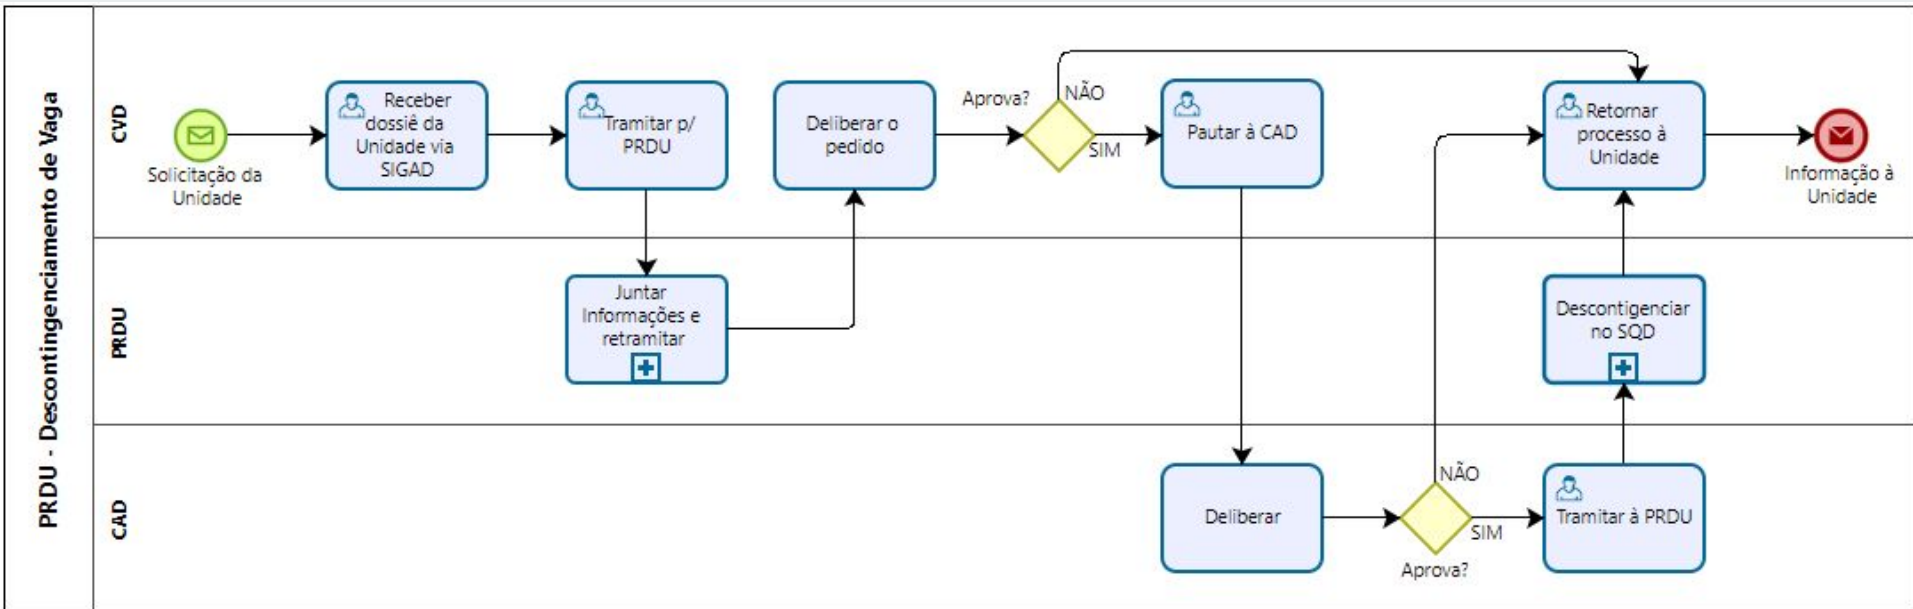 PRDU - Descontingenciamento de Vaga
CVD
Solicitação da
Unidade
Receber
dossiê da
Unidade via
SIGAD
Tramitar p/
PRDU
Deliberar o
pedido
Aprova?
NÃO
SIM
Pautar à CAD
Retornar
processo à
Unidade
Informação à
Unidade
PRDU
Juntar
Informações e
retramitar
Descontigenciar
no SQD
CAD
Deliberar
Aprova?
NÃO
SIM
Tramitar à PRDU